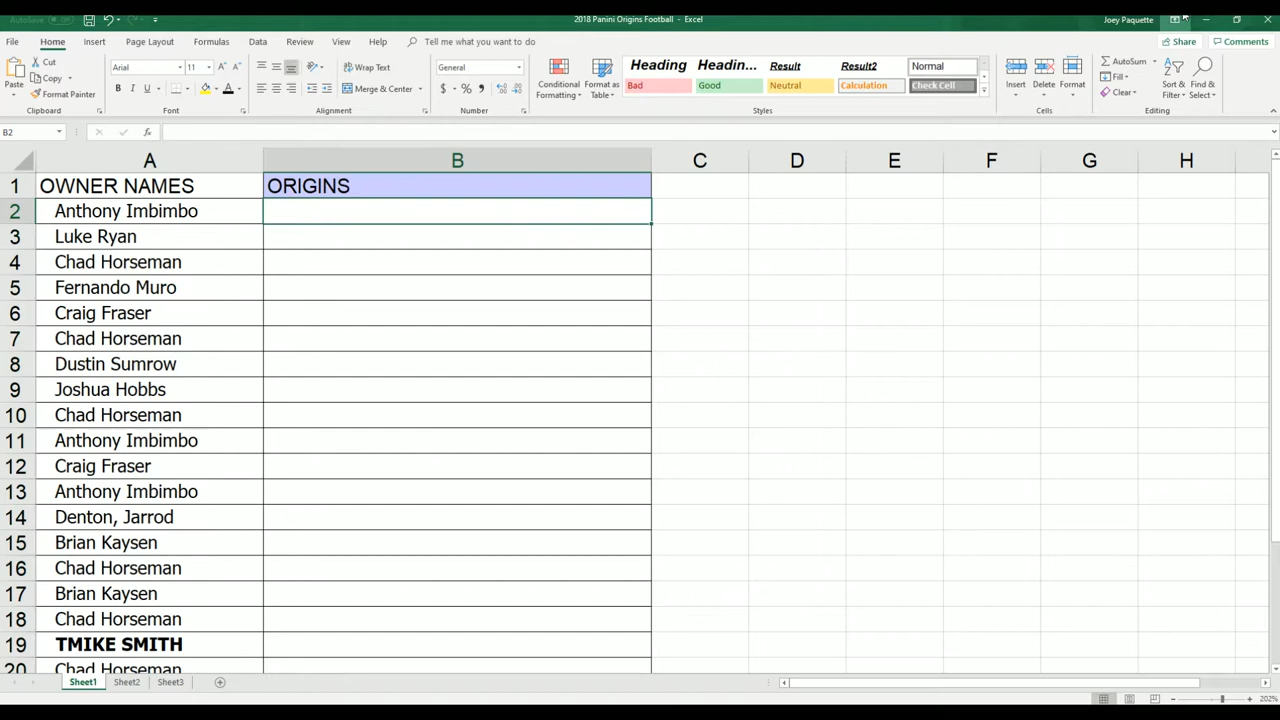 AutoSave Off
2018 Panini Origins Football - Excel
Joey Paquette
File Home Insert Page Layout Formulas Data Review View Help Tell me what you want to do
Share Comments
Paste
Cut
Copy
Format Painter
Clipboard
Arial 11
Font
Wrap Text
Merge & Center
Alignment
General
Number
Conditional Formatting
Format as Table
Heading Headin... Result Result2 Normal
Bad Good Neutral Calculation Check Cell
Styles
Insert Delete Format
Cells
AutoSum
Fill
Clear
Sort & Filter
Find & Select
Editing
B2
A B C D E F G H
1 OWNER NAMES ORIGINS
2 Anthony Imbimbo
3 Luke Ryan
4 Chad Horseman
5 Fernando Muro
6 Craig Fraser
7 Chad Horseman
8 Dustin Sumrow
9 Joshua Hobbs
10 Chad Horseman
11 Anthony Imbimbo
12 Craig Fraser
13 Anthony Imbimbo
14 Denton, Jarrod
15 Brian Kaysen
16 Chad Horseman
17 Brian Kaysen
18 Chad Horseman
19 TMIKE SMITH
20 Chad Horseman
Sheet1 Sheet2 Sheet3
202%